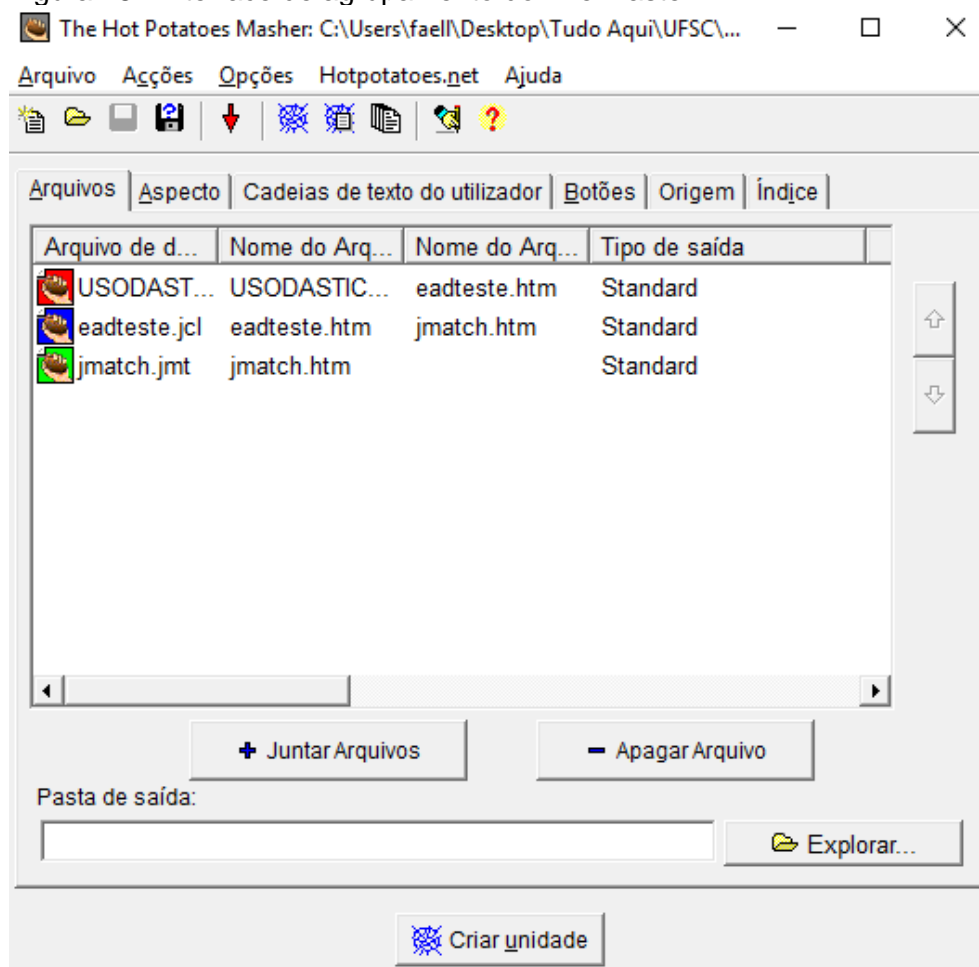 The Hot Potatoes Masher: C:\Users\faell\Desktop\Tudo Aqui\UFSC\...
Arquivo Acções Opções Hotpotatoes.net Ajuda
Arquivos Aspecto Cadeias de texto do utilizador Botões Origem Índice
Arquivo de d... Nome do Arq... Nome do Arq... Tipo de saída
USODAST... USODASTIC... eadteste.htm Standard
eadteste.jcl eadteste.htm jmatch.htm Standard
jmatch.jmt jmatch.htm Standard
+ Juntar Arquivos - Apagar Arquivo
Pasta de saída:
Explorar...
Criar unidade